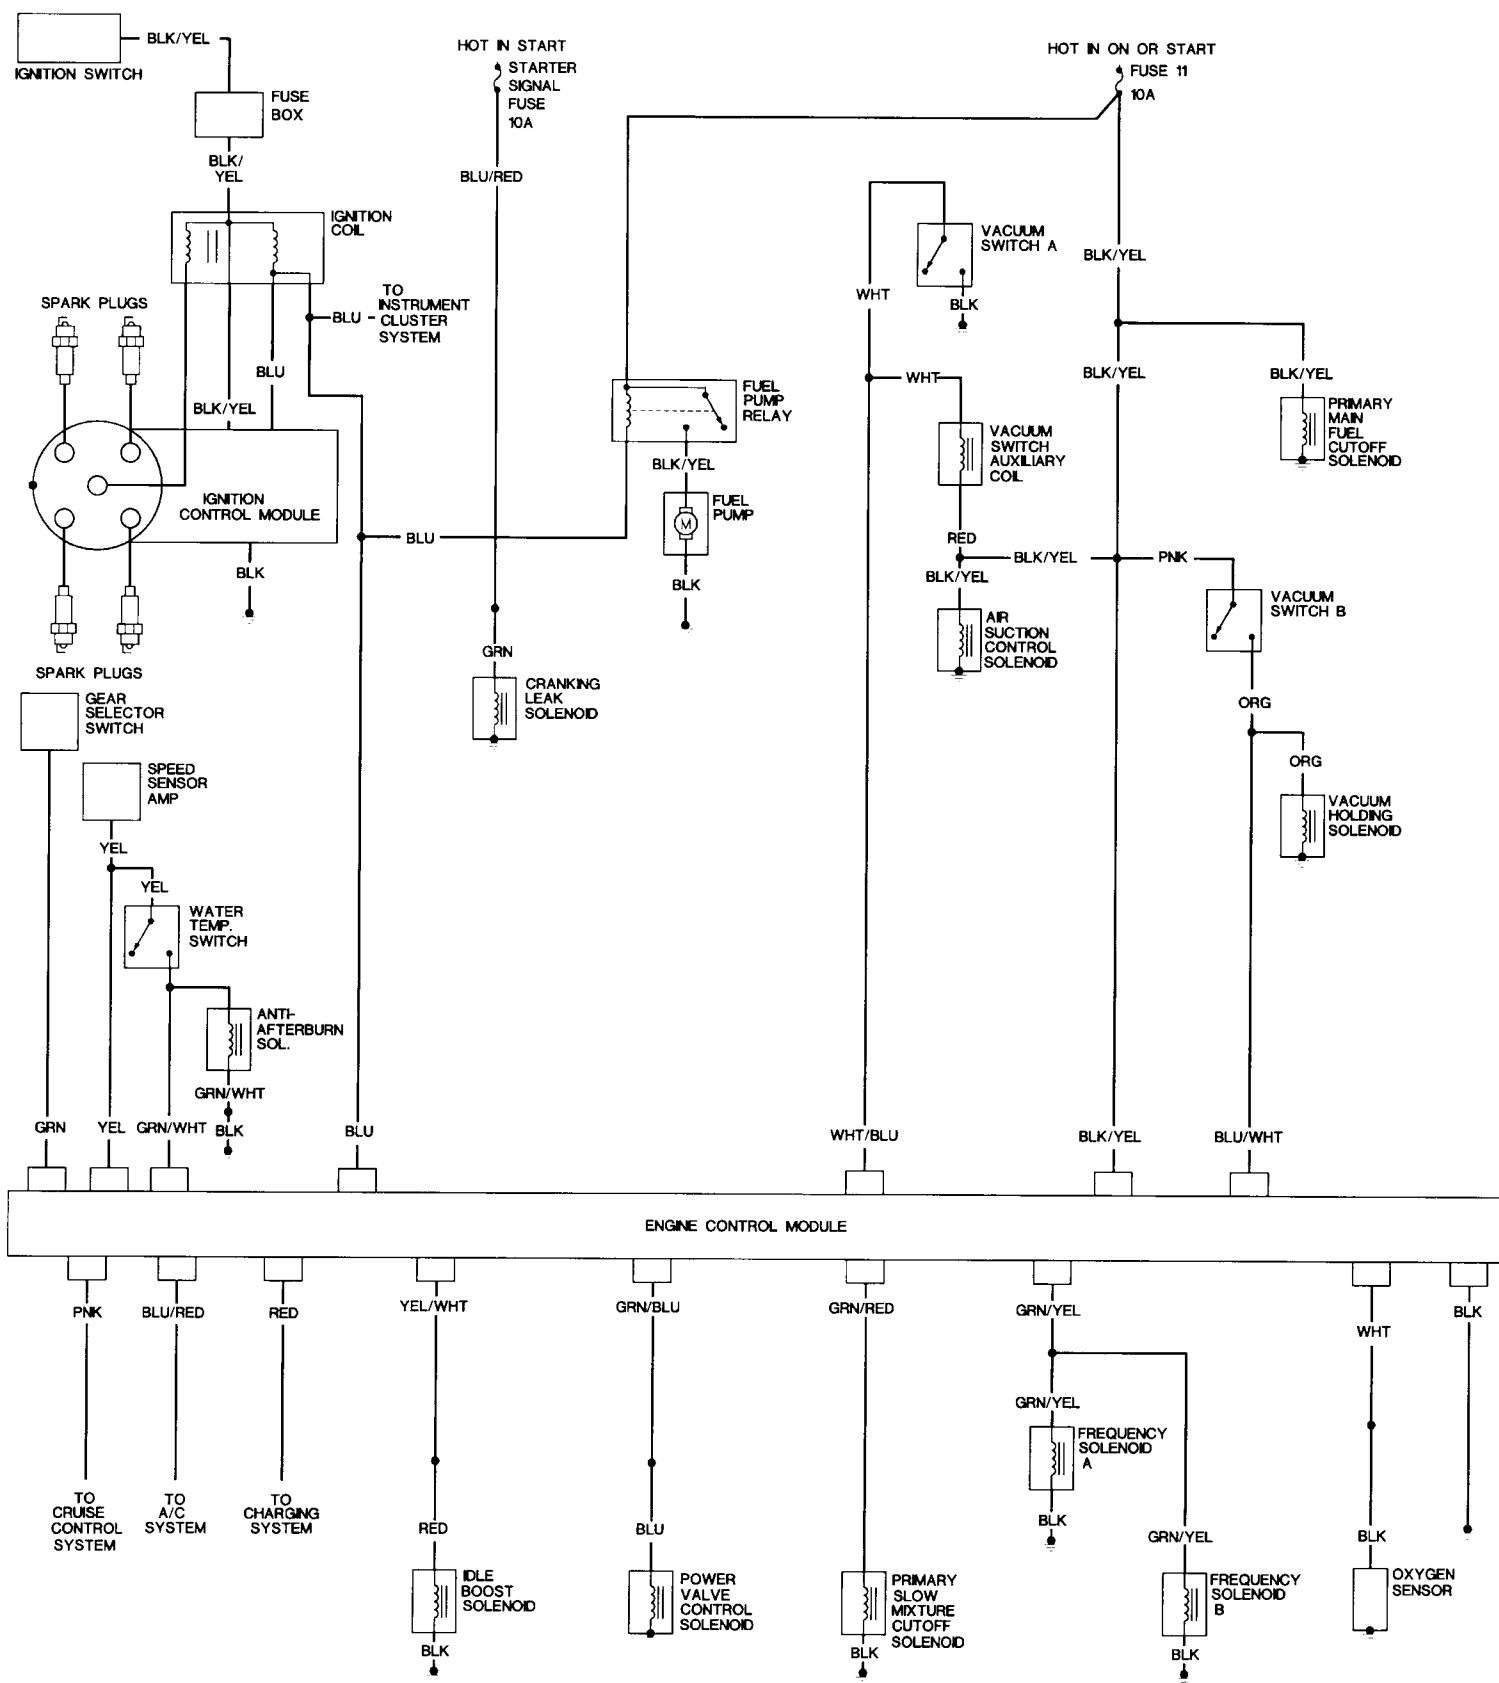 BLK/YEL
IGNITION SWITCH
HOT IN START
STARTER
SIGNAL
FUSE
10A
HOT IN ON OR START
FUSE 11
10A
FUSE
BOX
BLK/
YEL
BLU/RED
IGNITION
COIL
VACUUM
SWITCH A
BLK/YEL
WHT
BLK
TO
INSTRUMENT
CLUSTER
SYSTEM
BLU
SPARK PLUGS
BLU
BLK/YEL
FUEL
PUMP
RELAY
WHT
BLK/YEL
BLK/YEL
PRIMARY
MAIN
FUEL
CUTOFF
SOLENOID
VACUUM
SWITCH
AUXILIARY
COIL
BLK/YEL
FUEL
PUMP
M
IGNITION
CONTROL MODULE
BLU
RED
BLK/YEL
PNK
BLK
BLK
BLK/YEL
VACUUM
SWITCH B
AIR
SUCTION
CONTROL
SOLENOID
GRN
SPARK PLUGS
CRANKING
LEAK
SOLENOID
GEAR
SELECTOR
SWITCH
ORG
SPEED
SENSOR
AMP
ORG
VACUUM
HOLDING
SOLENOID
YEL
YEL
WATER
TEMP.
SWITCH
ANTI-
AFTERBURN
SOL.
GRN/WHT
GRN
YEL
GRN/WHT
BLK
BLU
WHT/BLU
BLK/YEL
BLU/WHT
ENGINE CONTROL MODULE
PNK
BLU/RED
RED
YEL/WHT
GRN/BLU
GRN/RED
GRN/YEL
WHT
BLK
GRN/YEL
FREQUENCY
SOLENOID
A
TO
CRUISE
CONTROL
SYSTEM
TO
A/C
SYSTEM
TO
CHARGING
SYSTEM
RED
BLU
BLK
GRN/YEL
BLK
IDLE
BOOST
SOLENOID
POWER
VALVE
CONTROL
SOLENOID
PRIMARY
SLOW
MIXTURE
CUTOFF
SOLENOID
FREQUENCY
SOLENOID
B
OXYGEN
SENSOR
BLK
BLK
BLK